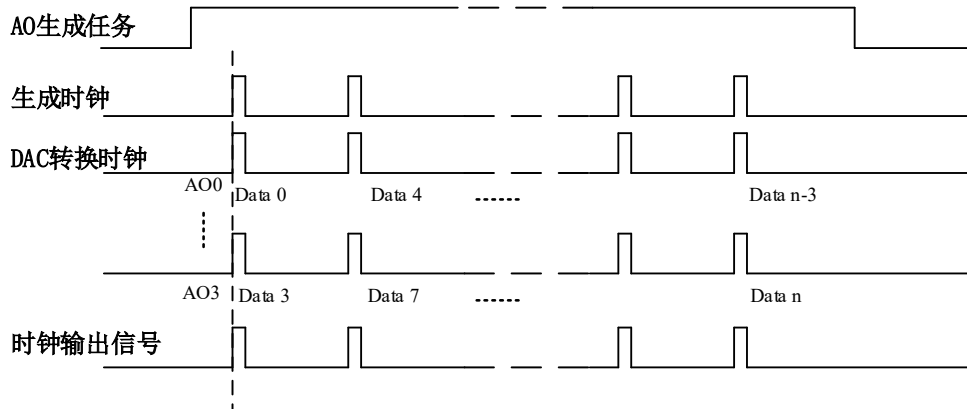 AO生成任务
生成时钟
DAC转换时钟
AO0 Data 0 Data 4 ...... Data n-3
AO3 Data 3 Data 7 ...... Data n
时钟输出信号